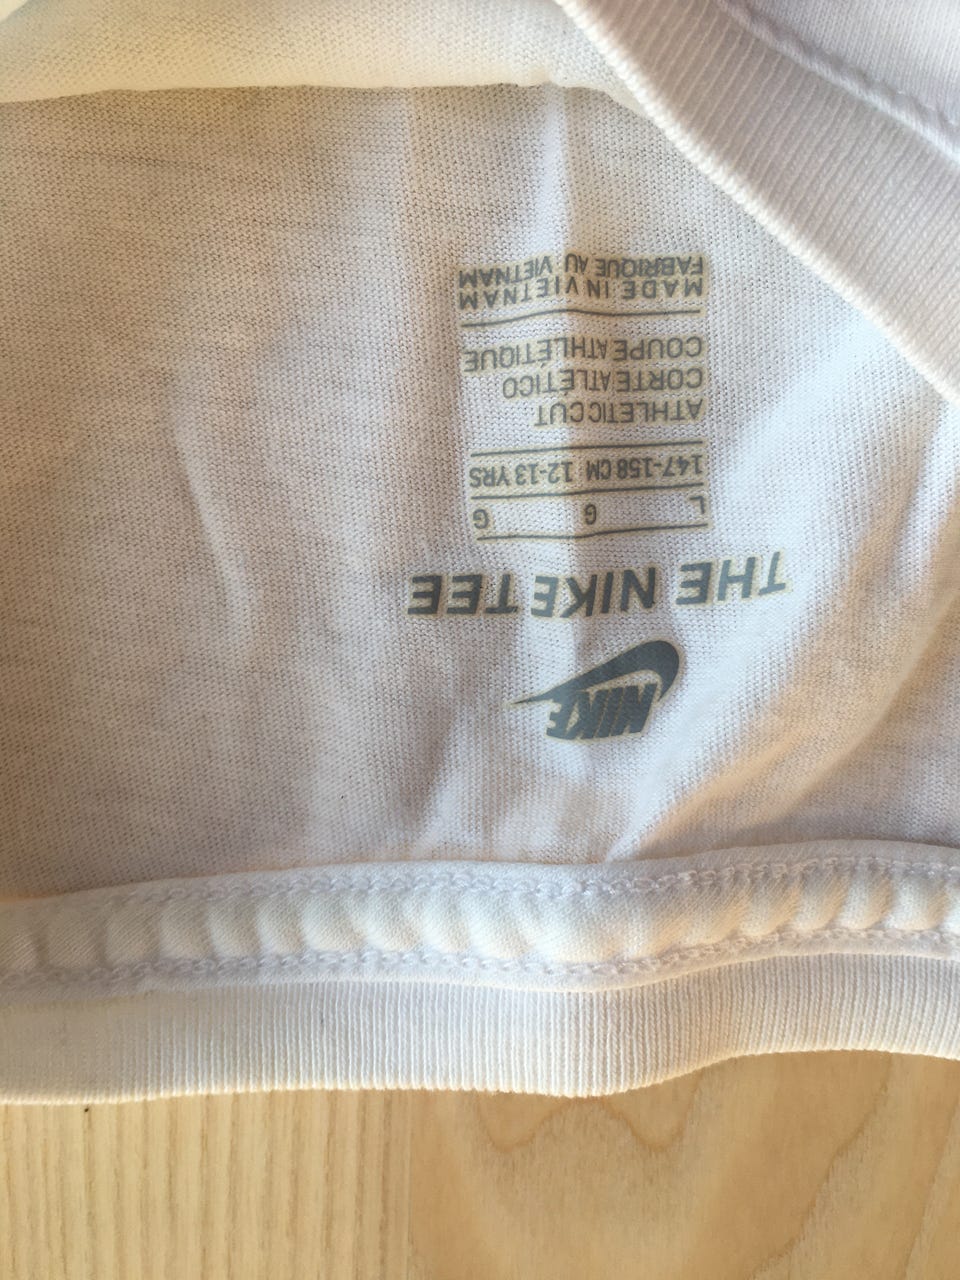 NIKE
THE NIKE TEE
L G G
147-158 CM 12-13 YRS
ATHLETIC CUT
CORTE ATLÉTICO
COUPE ATHLÉTIQUE
MADE IN VIETNAM
FABRIQUE AU VIETNAM